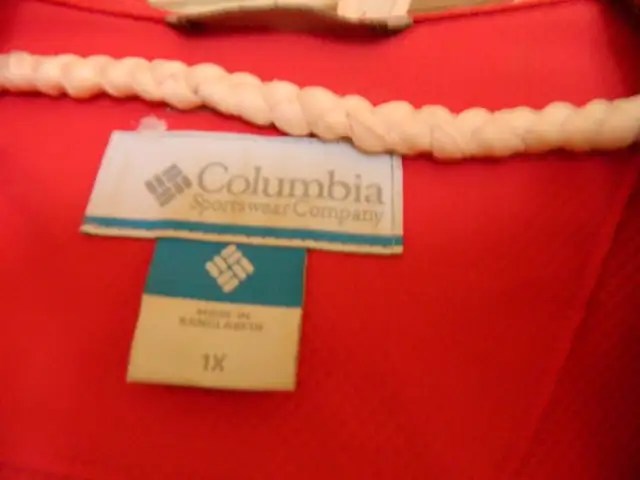 Columbia
Sportswear Company
MADE IN
BANGLADESH
1X